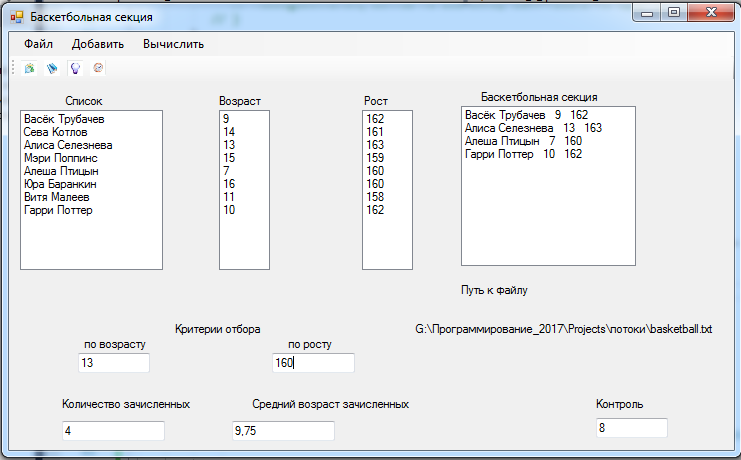 Баскетбольная секция
Файл Добавить Вычислить
Список Возраст Рост Баскетбольная секция
Васёк Трубачев 9 162 Васёк Трубачев 9 162
Сева Котлов 14 161 Алиса Селезнева 13 163
Алиса Селезнева 13 163 Алеша Птицын 7 160
Мэри Поппинс 15 159 Гарри Поттер 10 162
Алеша Птицын 7 160
Юра Баранкин 16 160
Витя Малеев 11 158
Гарри Поттер 10 162
Путь к файлу
Критерии отбора G:\Программирование_2017\Projects\потоки\basketball.txt
по возрасту по росту
13 160
Количество зачисленных Средний возраст зачисленных Контроль
4 9,75 8